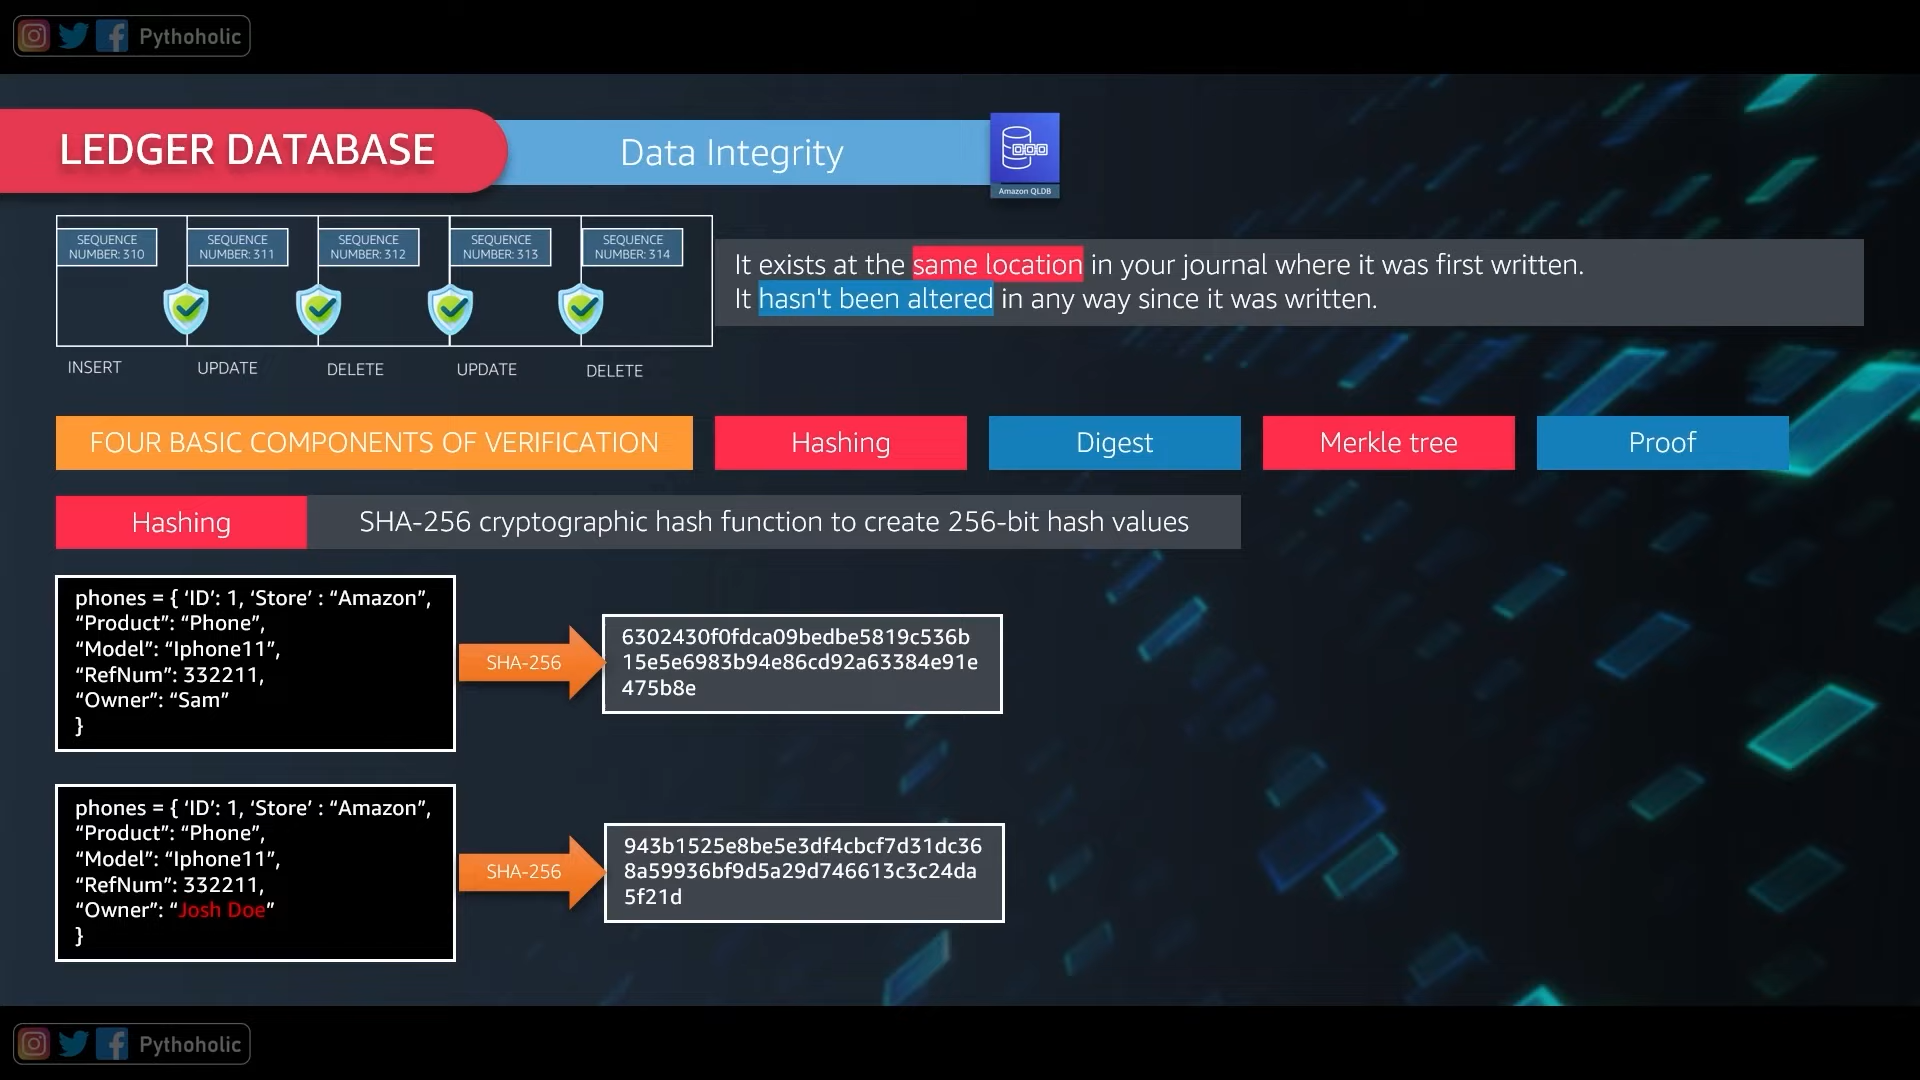 Pythoholic
LEDGER DATABASE
Data Integrity
Amazon QLDB
SEQUENCE
NUMBER: 310
SEQUENCE
NUMBER: 311
SEQUENCE
NUMBER: 312
SEQUENCE
NUMBER: 313
SEQUENCE
NUMBER: 314
INSERT
UPDATE
DELETE
UPDATE
DELETE
It exists at the same location in your journal where it was first written.
It hasn't been altered in any way since it was written.
FOUR BASIC COMPONENTS OF VERIFICATION
Hashing
Digest
Merkle tree
Proof
Hashing
SHA-256 cryptographic hash function to create 256-bit hash values
phones = { ‘ID’: 1, ‘Store’ : “Amazon”,
“Product”: “Phone”,
“Model”: “Iphone11”,
“RefNum”: 332211,
“Owner”: “Sam”
}
SHA-256
6302430f0fdca09bedbe5819c536b
15e5e6983b94e86cd92a63384e91e
475b8e
phones = { ‘ID’: 1, ‘Store’ : “Amazon”,
“Product”: “Phone”,
“Model”: “Iphone11”,
“RefNum”: 332211,
“Owner”: “Josh Doe”
}
SHA-256
943b1525e8be5e3df4cbcf7d31dc36
8a59936bf9d5a29d746613c3c24da
5f21d
Pythoholic